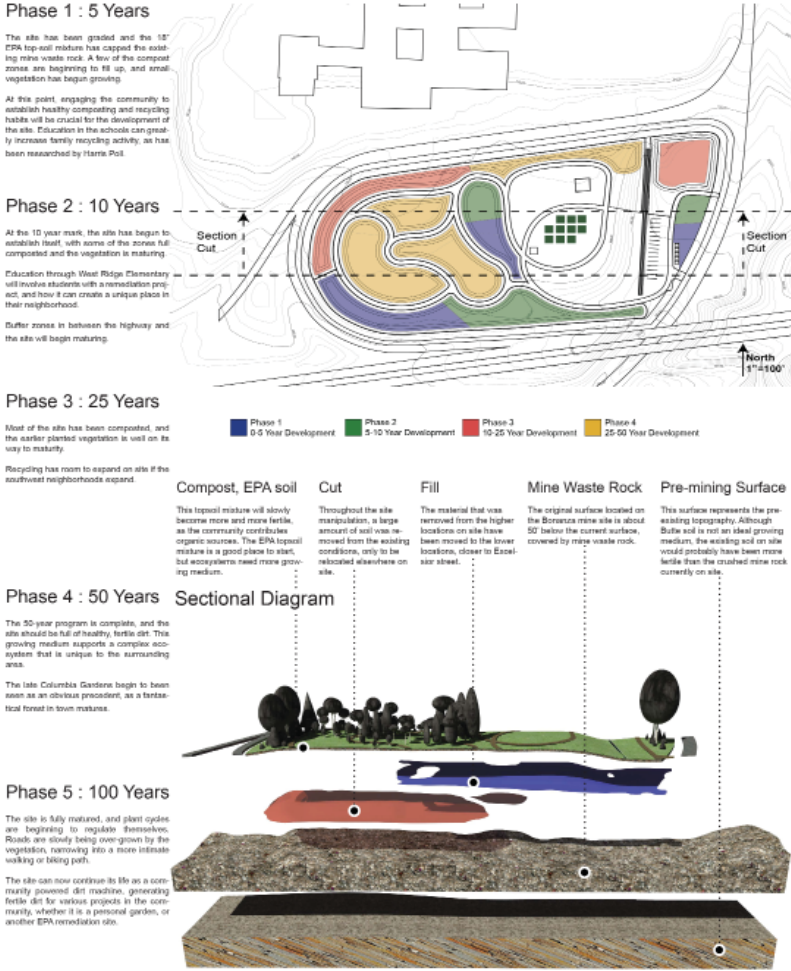 Phase 1 : 5 Years
The site has been graded and the 18"
EPA top-soil mixture has capped the exist-
ing mine waste rock. A few of the compost
zones are beginning to fill up, and small
vegetation has begun growing.
At this point, engaging the community to
establish healthy composting and recycling
habits will be crucial for the development of
the site. Education in the schools can great-
ly increase family recycling activity, as has
been researched by Harris Poll.
Phase 2 : 10 Years
At the 10 year mark, the site has begun to
establish itself, with some of the zones full
composted and the vegetation is maturing.
Education through West Ridge Elementary
will involve students with a remediation proj-
ect, and how it can create a unique place in
their neighborhood.
Buffer zones in between the highway and
the site will begin maturing.
Section
Cut
Section
Cut
North
1"=100'
Phase 3 : 25 Years
Most of the site has been composted, and
the earlier planted vegetation is well on its
way to maturity.
Recycling has room to expand on site if the
southwest neighborhoods expand.
Phase 1
0-5 Year Development
Phase 2
5-10 Year Development
Phase 3
10-25 Year Development
Phase 4
25-50 Year Development
Compost, EPA soil
This topsoil mixture will slowly
become more and more fertile,
as the community contributes
organic sources. The EPA topsoil
mixture is a good place to start,
but ecosystems need more grow-
ing medium.
Cut
Throughout the site
manipulation, a large
amount of soil was re-
moved from the existing
conditions, only to be
relocated elsewhere on
site.
Fill
The material that was
removed from the higher
locations on site have
been moved to the lower
locations, closer to Excel-
sior street.
Mine Waste Rock
The original surface located on
the Bonanza mine site is about
50' below the current surface,
covered by mine waste rock.
Pre-mining Surface
This surface represents the pre-
existing topography. Although
Butte soil is not an ideal growing
medium, the existing soil on site
would probably have been more
fertile than the crushed mine rock
currently on site.
Phase 4 : 50 Years
The 50-year program is complete, and the
site should be full of healthy, fertile dirt. This
growing medium supports a complex eco-
system that is unique to the surrounding
area.
The late Columbia Gardens begin to been
seen as an obvious precedent, as a fantas-
tical forest in town matures.
Sectional Diagram
Phase 5 : 100 Years
The site is fully matured, and plant cycles
are beginning to regulate themselves.
Roads are slowly being over-grown by the
vegetation, narrowing into a more intimate
walking or biking path.
The site can now continue its life as a com-
munity powered dirt machine, generating
fertile dirt for various projects in the com-
munity, whether it is a personal garden, or
another EPA remediation site.